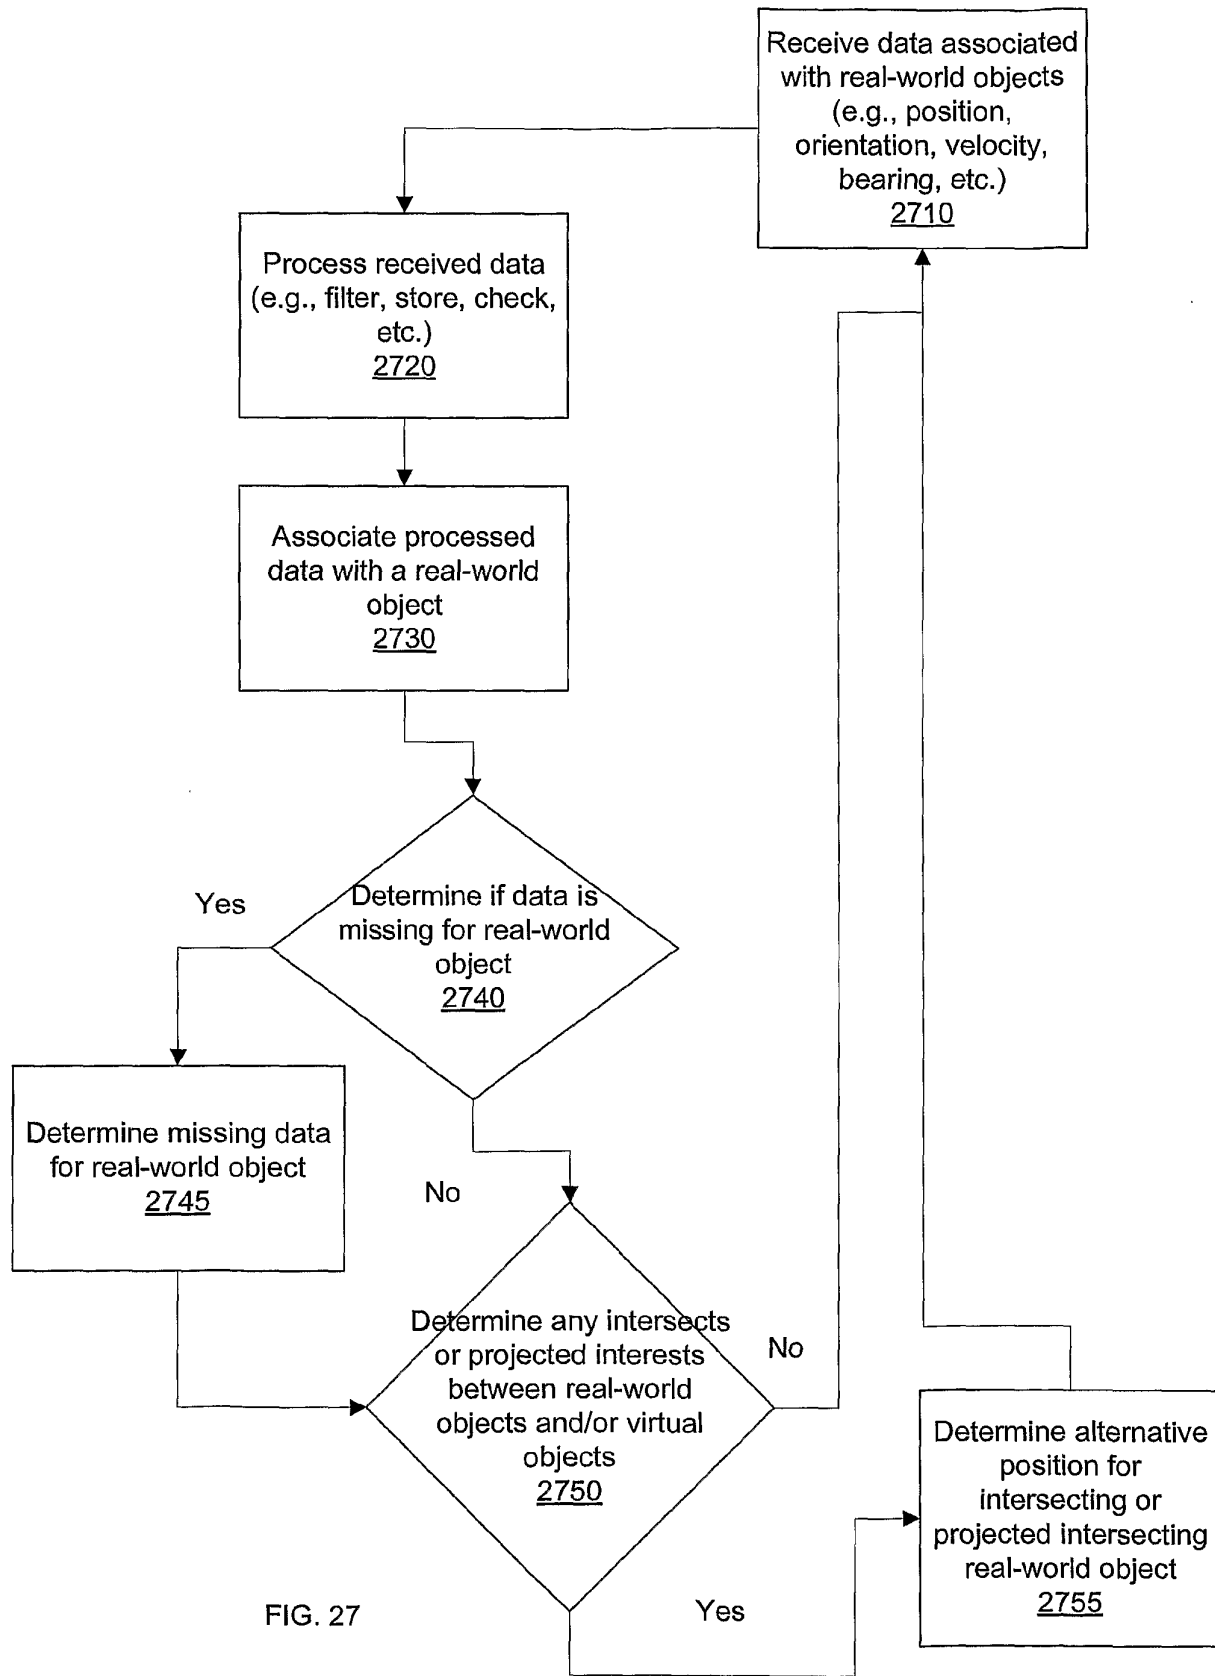 Receive data associated
with real-world objects
(e.g., position,
orientation, velocity,
bearing, etc.)
2710
Process received data
(e.g., filter, store, check,
etc.)
2720
Associate processed
data with a real-world
object
2730
Yes
Determine if data is
missing for real-world
object
2740
Determine missing data
for real-world object
2745
No
Determine any intersects
or projected interests
between real-world
objects and/or virtual
objects
2750
No
Determine alternative
position for
intersecting or
projected intersecting
real-world object
2755
Yes
FIG. 27